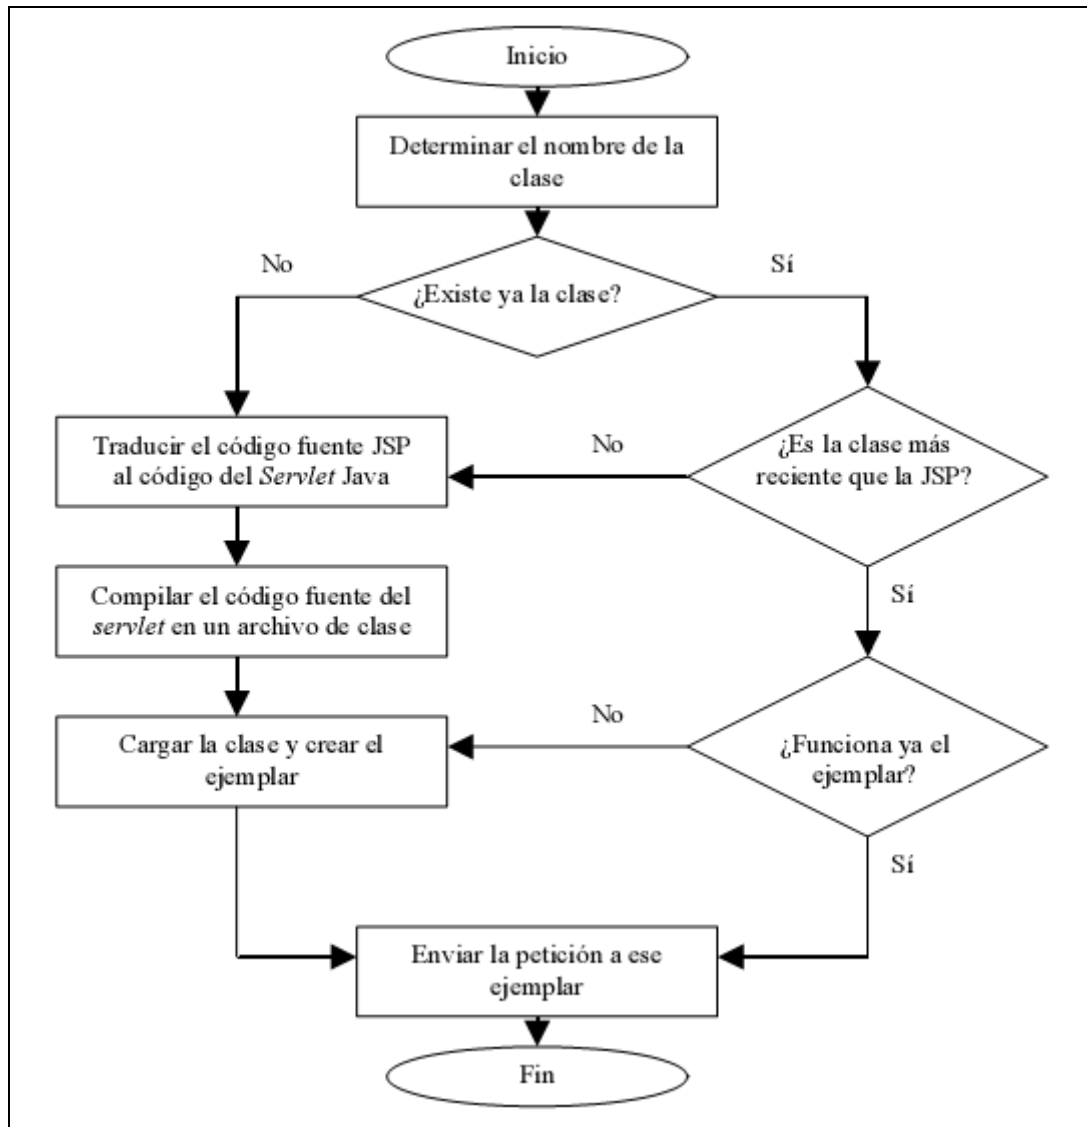 Inicio
Determinar el nombre de la
clase
No
Sí
¿Existe ya la clase?
Traducir el código fuente JSP
al código del Servlet Java
No
¿Es la clase más
reciente que la JSP?
Compilar el código fuente del
servlet en un archivo de clase
Sí
Cargar la clase y crear el
ejemplar
No
¿Funciona ya el
ejemplar?
Sí
Enviar la petición a ese
ejemplar
Fin